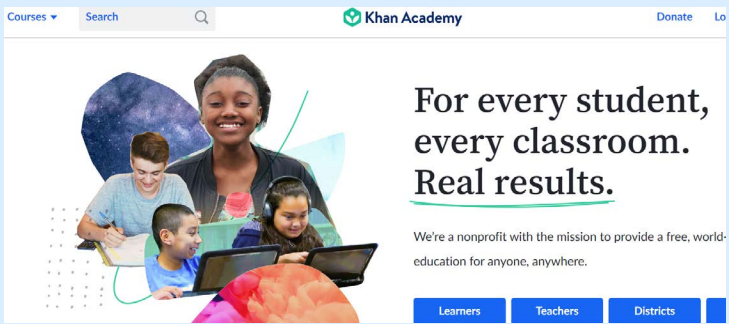 Courses
Search
Khan Academy
Donate
For every student,
every classroom.
Real results.
We're a nonprofit with the mission to provide a free, world-
education for anyone, anywhere.
Learners
Teachers
Districts